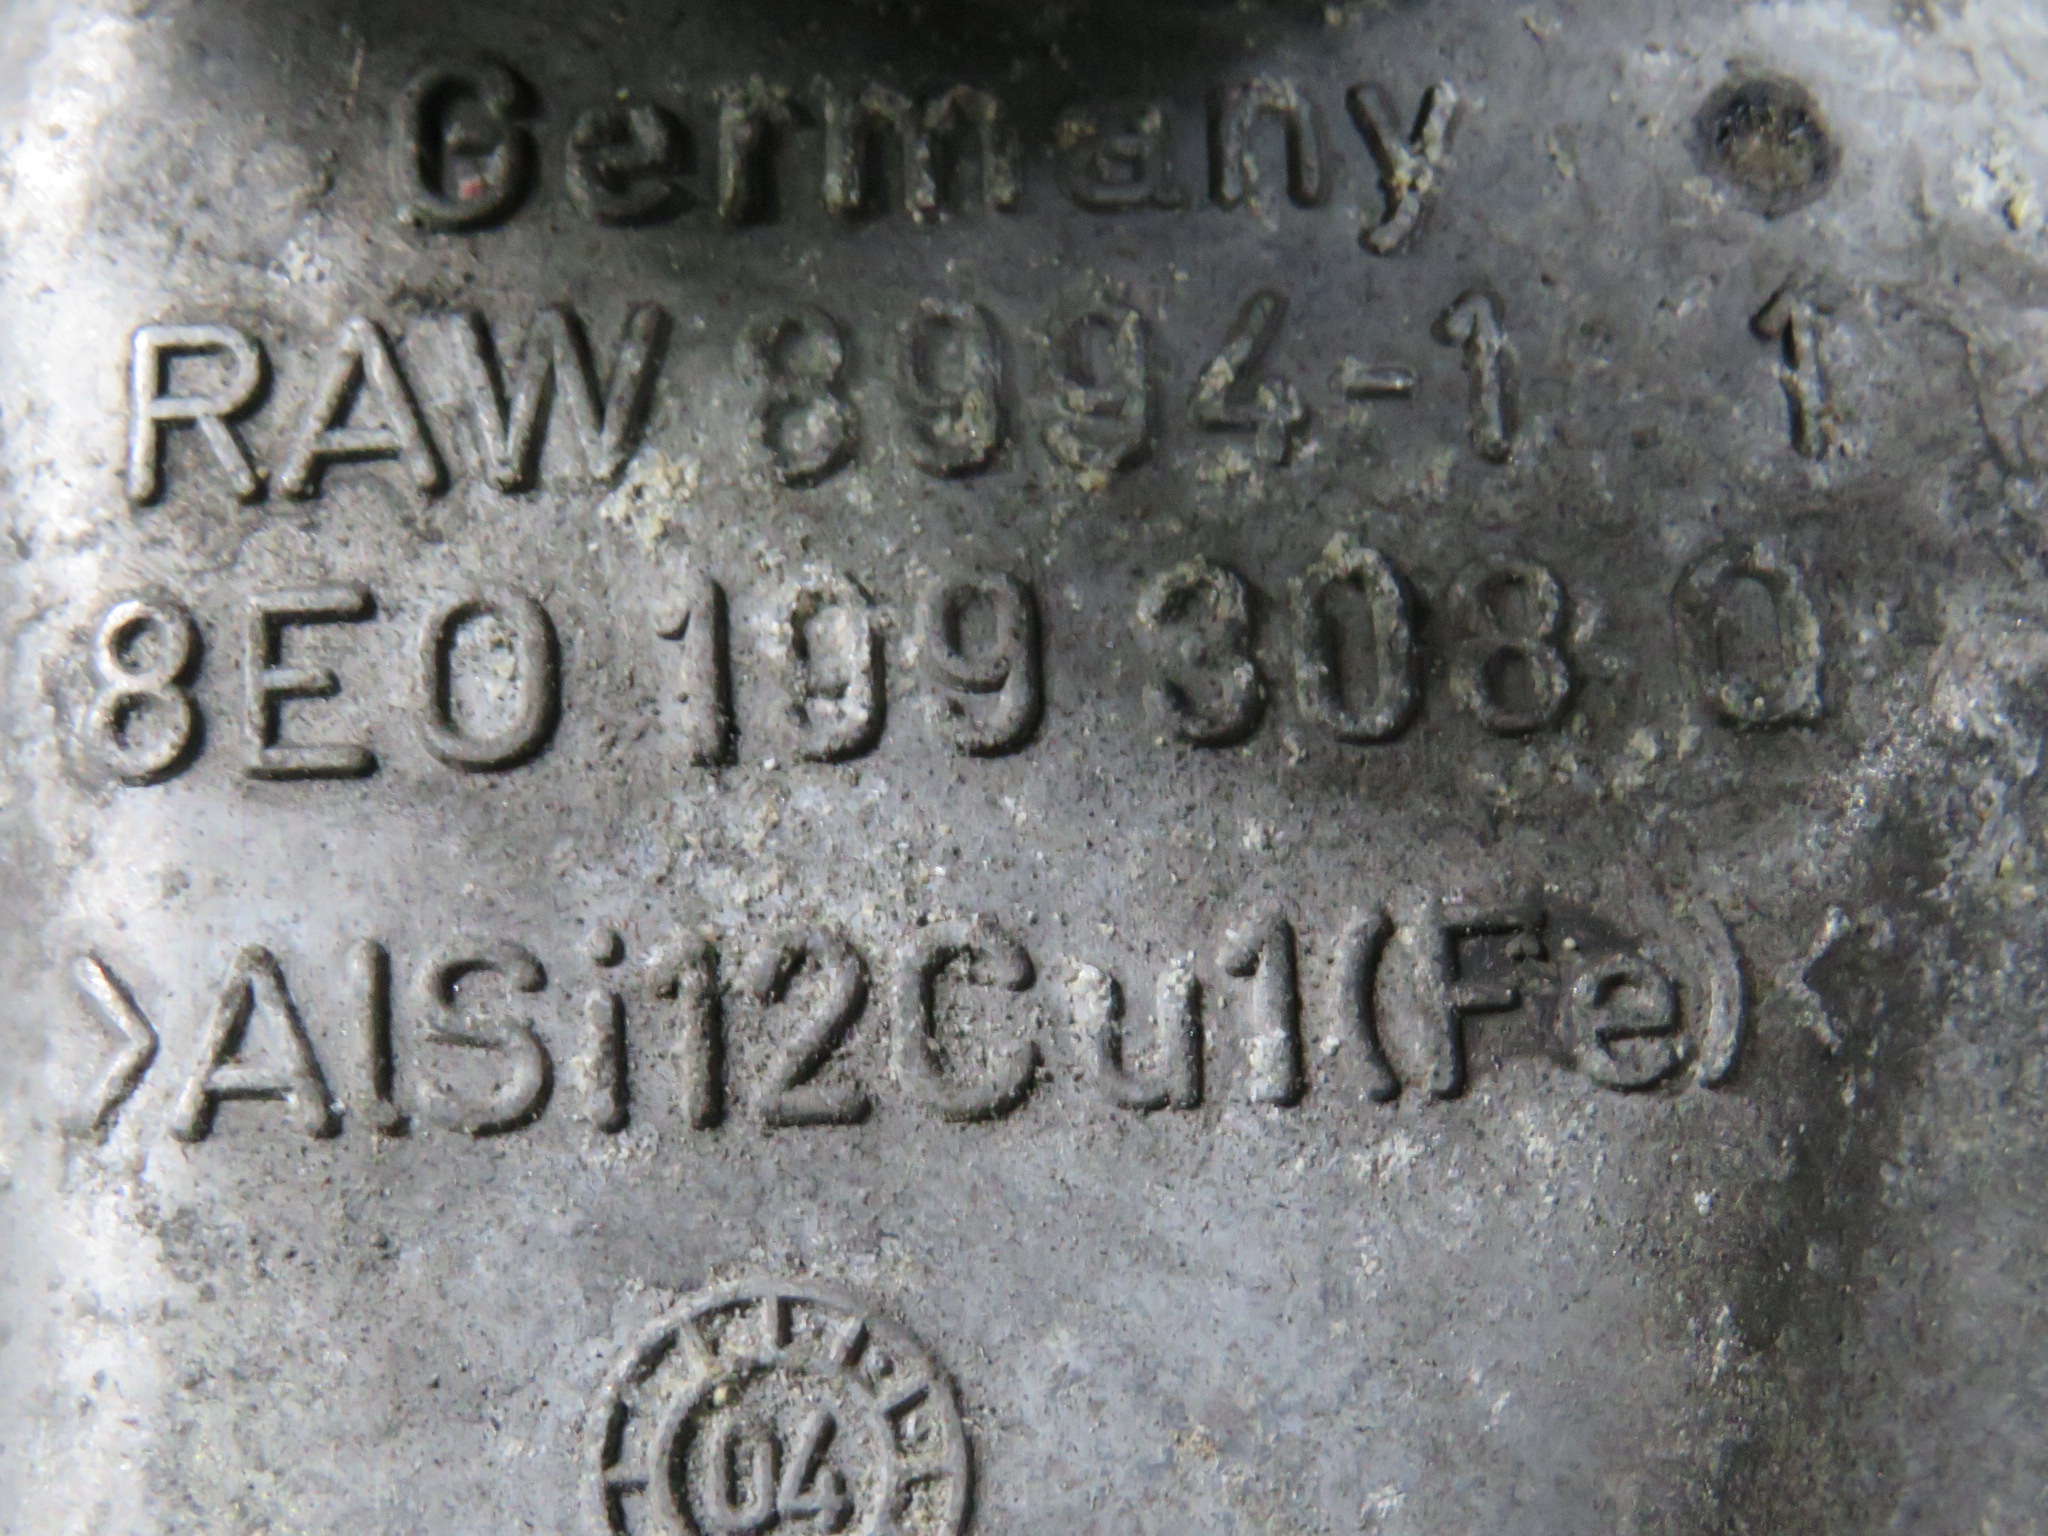 Germany
RAW 8994-1 1
8E0 199 308 Q
>AlSi12Cu1(Fe)<
04